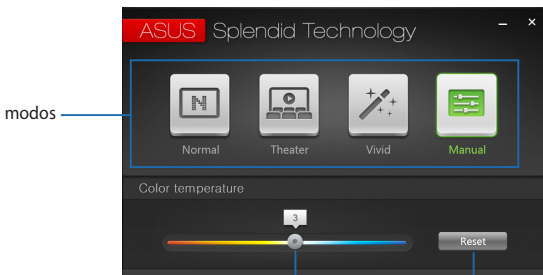 ASUS Splendid Technology
modos
N
Normal Theater Vivid Manual
Color temperature
3
Reset